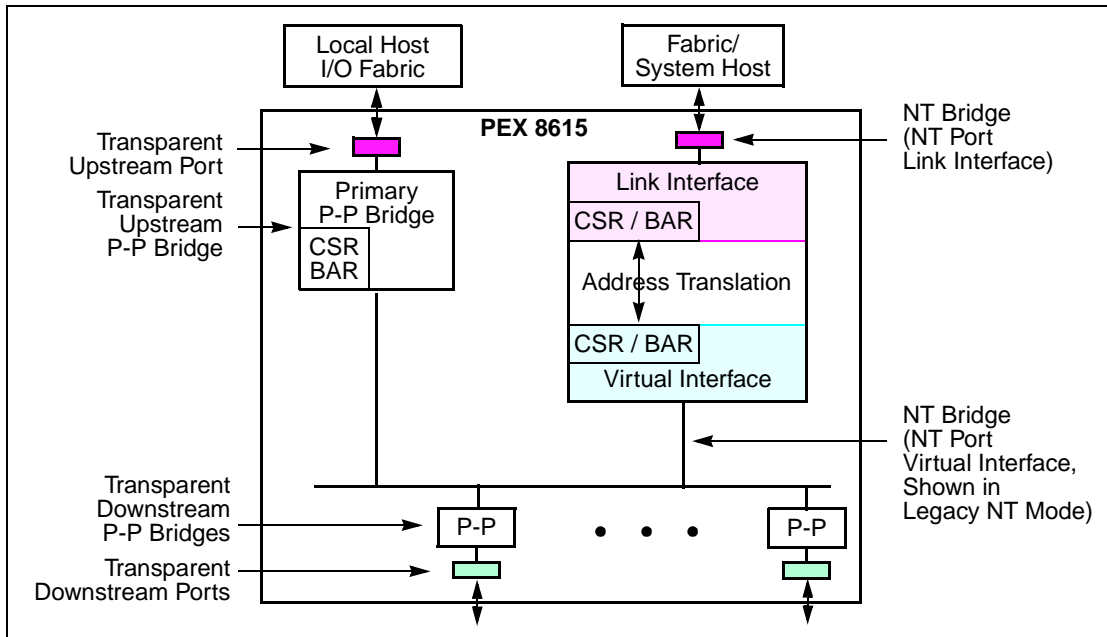 Local Host
I/O Fabric
Fabric/
System Host
PEX 8615
NT Bridge
(NT Port
Link Interface)
Transparent
Upstream Port
Transparent
Upstream
P-P Bridge
Primary
P-P Bridge
CSR
BAR
Link Interface
CSR / BAR
Address Translation
CSR / BAR
Virtual Interface
NT Bridge
(NT Port
Virtual Interface,
Shown in
Legacy NT Mode)
Transparent
Downstream
P-P Bridges
P-P
P-P
Transparent
Downstream Ports